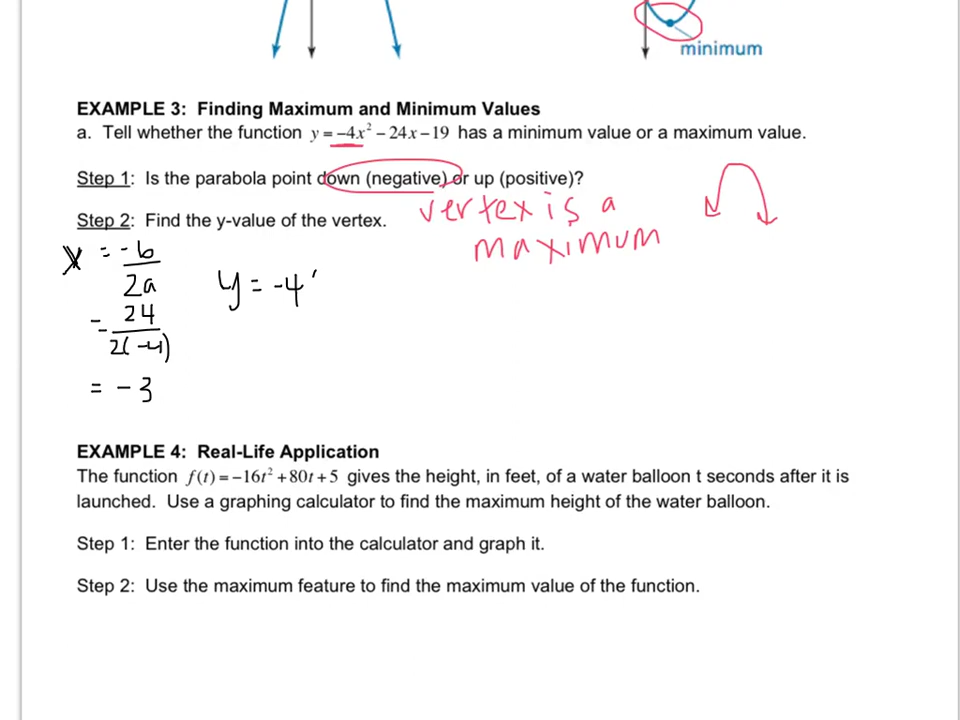 minimum
EXAMPLE 3: Finding Maximum and Minimum Values
a. Tell whether the function y = −4x² − 24x − 19 has a minimum value or a maximum value.
Step 1: Is the parabola point down (negative) or up (positive)?
vertex is a
Step 2: Find the y-value of the vertex.
maximum
x = -b / 2a
y = -4
= 24 / 2(-4)
= -3
EXAMPLE 4: Real-Life Application
The function f(t) = −16t² + 80t + 5 gives the height, in feet, of a water balloon t seconds after it is
launched. Use a graphing calculator to find the maximum height of the water balloon.
Step 1: Enter the function into the calculator and graph it.
Step 2: Use the maximum feature to find the maximum value of the function.